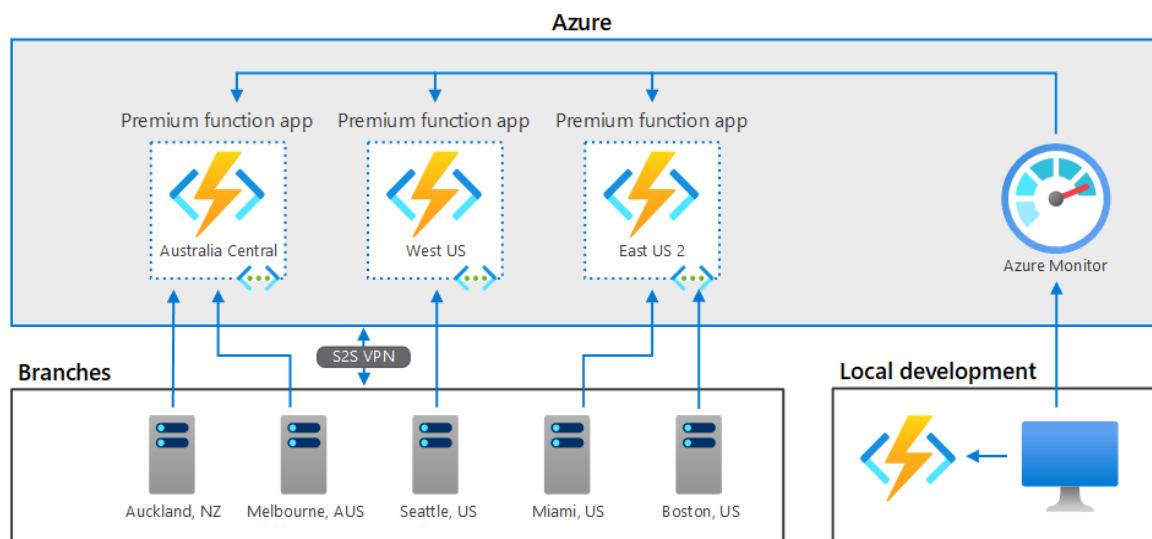 Azure
Premium function app
Premium function app
Premium function app
Australia Central
West US
East US 2
Azure Monitor
S2S VPN
Branches
Local development
Auckland, NZ
Melbourne, AUS
Seattle, US
Miami, US
Boston, US